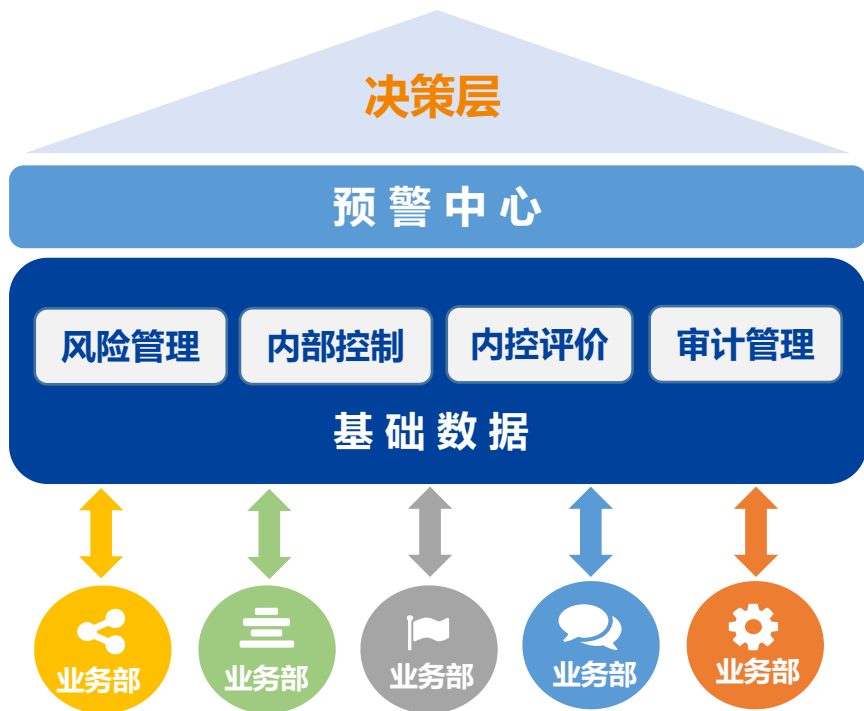 决策层
预警中心
风险管理 内部控制 内控评价 审计管理
基础数据
业务部 业务部 业务部 业务部 业务部